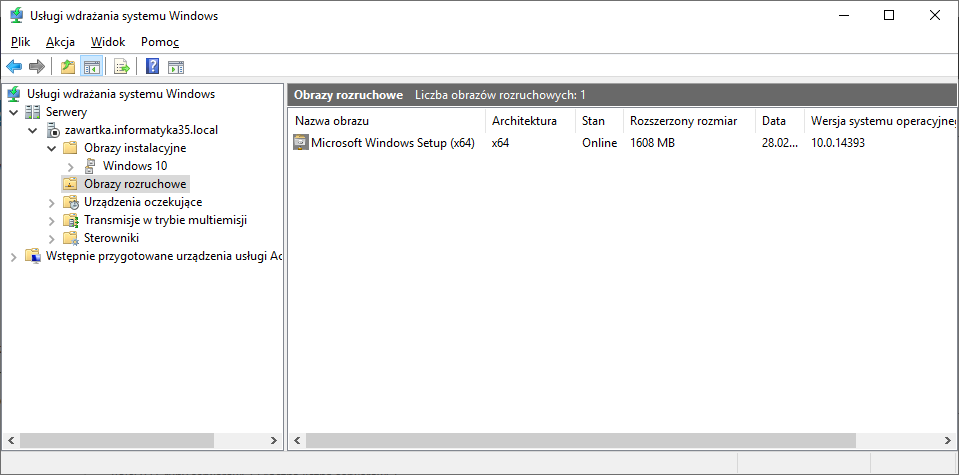 Usługi wdrażania systemu Windows
Plik Akcja Widok Pomoc
Usługi wdrażania systemu Windows
Serwery
zawartka.informatyka35.local
Obrazy instalacyjne
Windows 10
Obrazy rozruchowe
Urządzenia oczekujące
Transmisje w trybie multiemisji
Sterowniki
Wstępnie przygotowane urządzenia usługi Ac
Obrazy rozruchowe Liczba obrazów rozruchowych: 1
Nazwa obrazu Architektura Stan Rozszerzony rozmiar Data Wersja systemu operacyjneg
Microsoft Windows Setup (x64) x64 Online 1608 MB 28.02... 10.0.14393